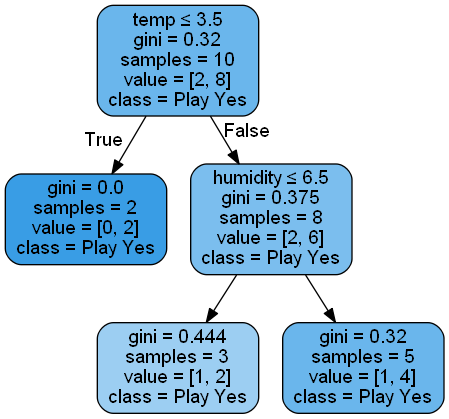 temp ≤ 3.5
gini = 0.32
samples = 10
value = [2, 8]
class = Play Yes
True
False
gini = 0.0
samples = 2
value = [0, 2]
class = Play Yes
humidity ≤ 6.5
gini = 0.375
samples = 8
value = [2, 6]
class = Play Yes
gini = 0.444
samples = 3
value = [1, 2]
class = Play Yes
gini = 0.32
samples = 5
value = [1, 4]
class = Play Yes